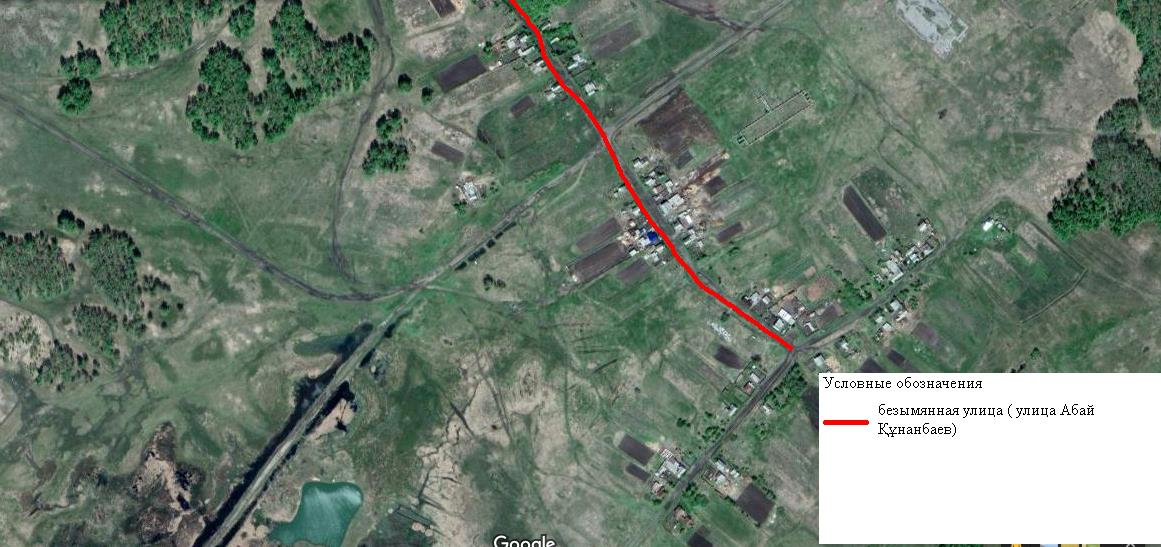 Условные обозначения
безымянная улица ( улица Абай
Құнанбаев)
Google